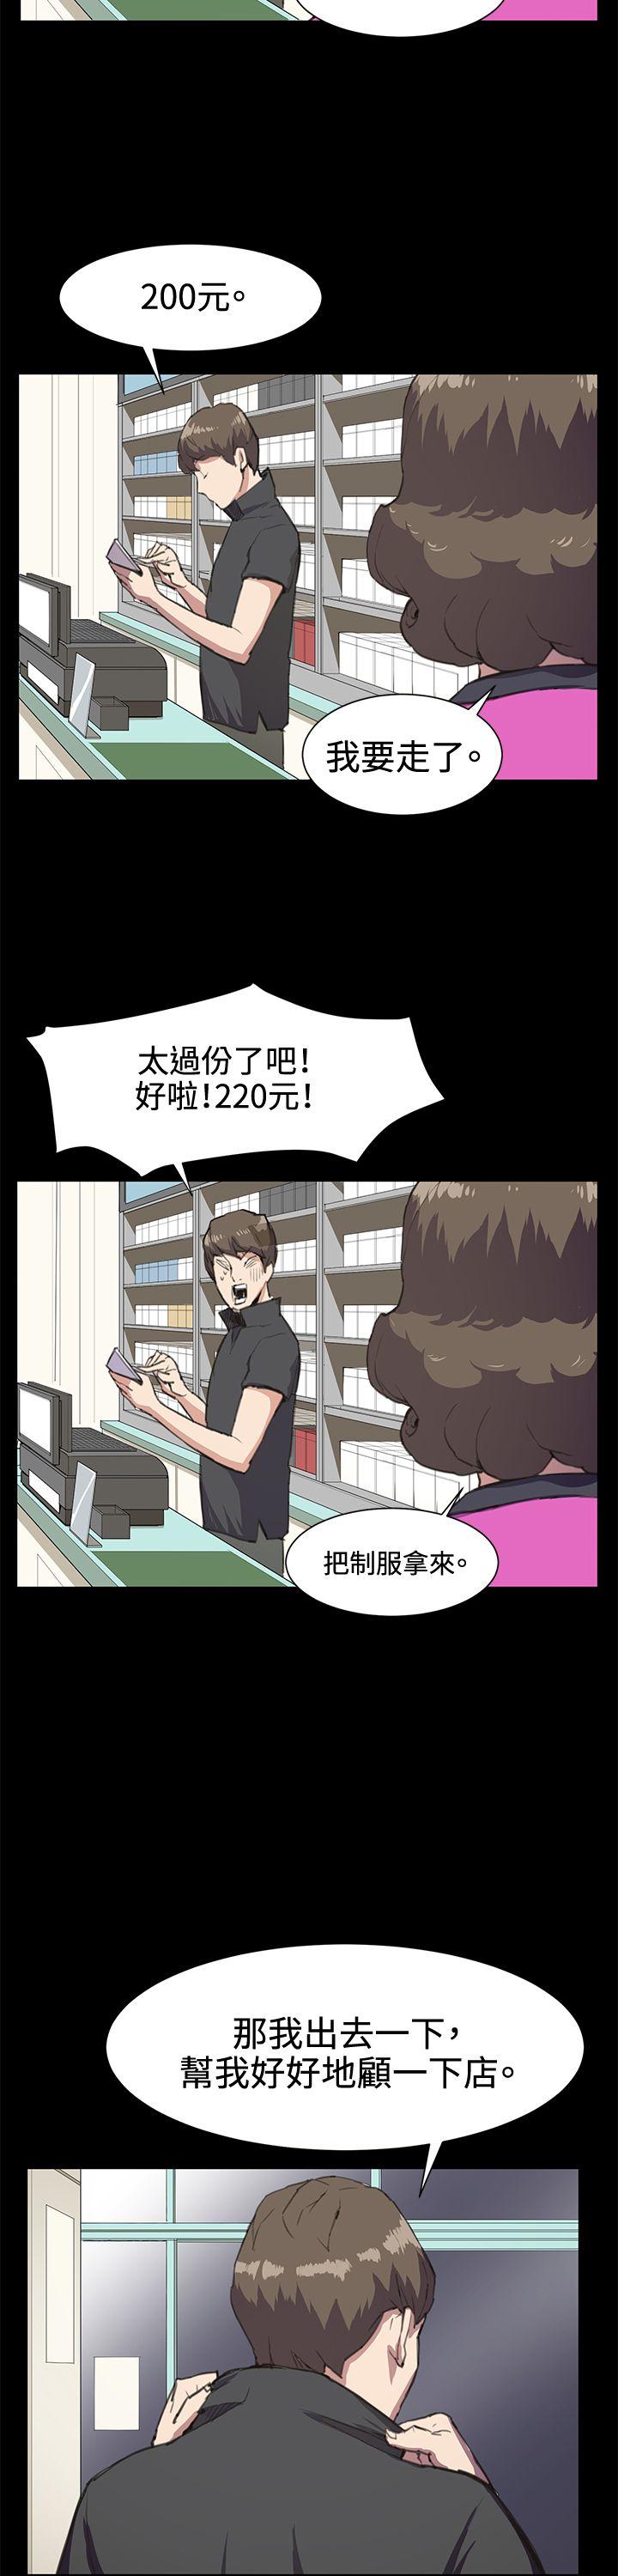 200元。
我要走了。
太過份了吧！
好啦！220元！
把制服拿來。
那我出去一下，
幫我好好地顧一下店。